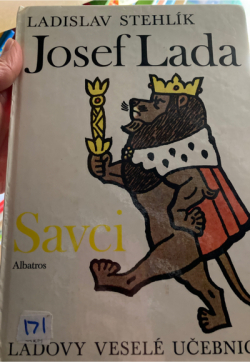 LADISLAV STEHLÍK
Josef Lada
Savci
Albatros
171
LADOVY VESELÉ UČEBNIC